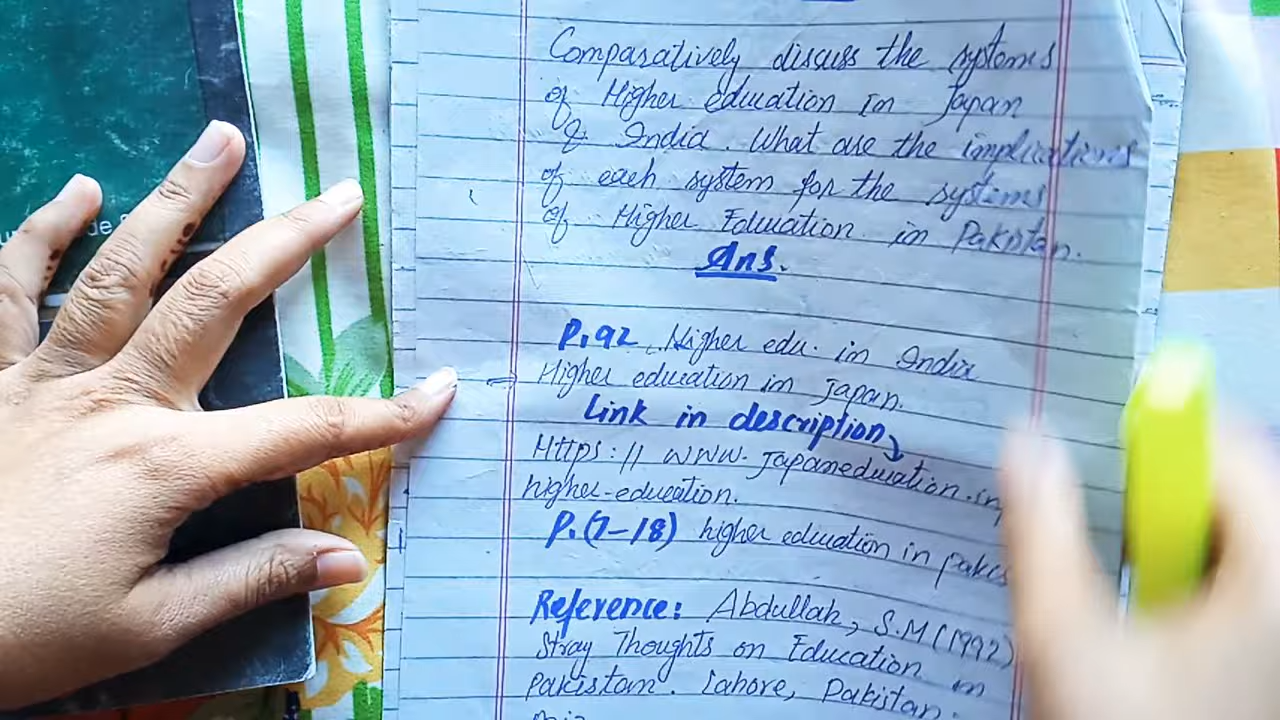 Comparatively discuss the systems
of Higher education in Japan
& India. What are the implications
of each system for the systems
of Higher Education in Pakistan.
Ans.
P.92 Higher edu. in India
Higher education in Japan.
Link in description
Https://www.Japaneducation.in
higher-education.
P.(7-18) higher education in pakis
Reference: Abdullah, S.M (1992)
Stray Thoughts on Education in
Pakistan. Lahore, Pakistan:
de